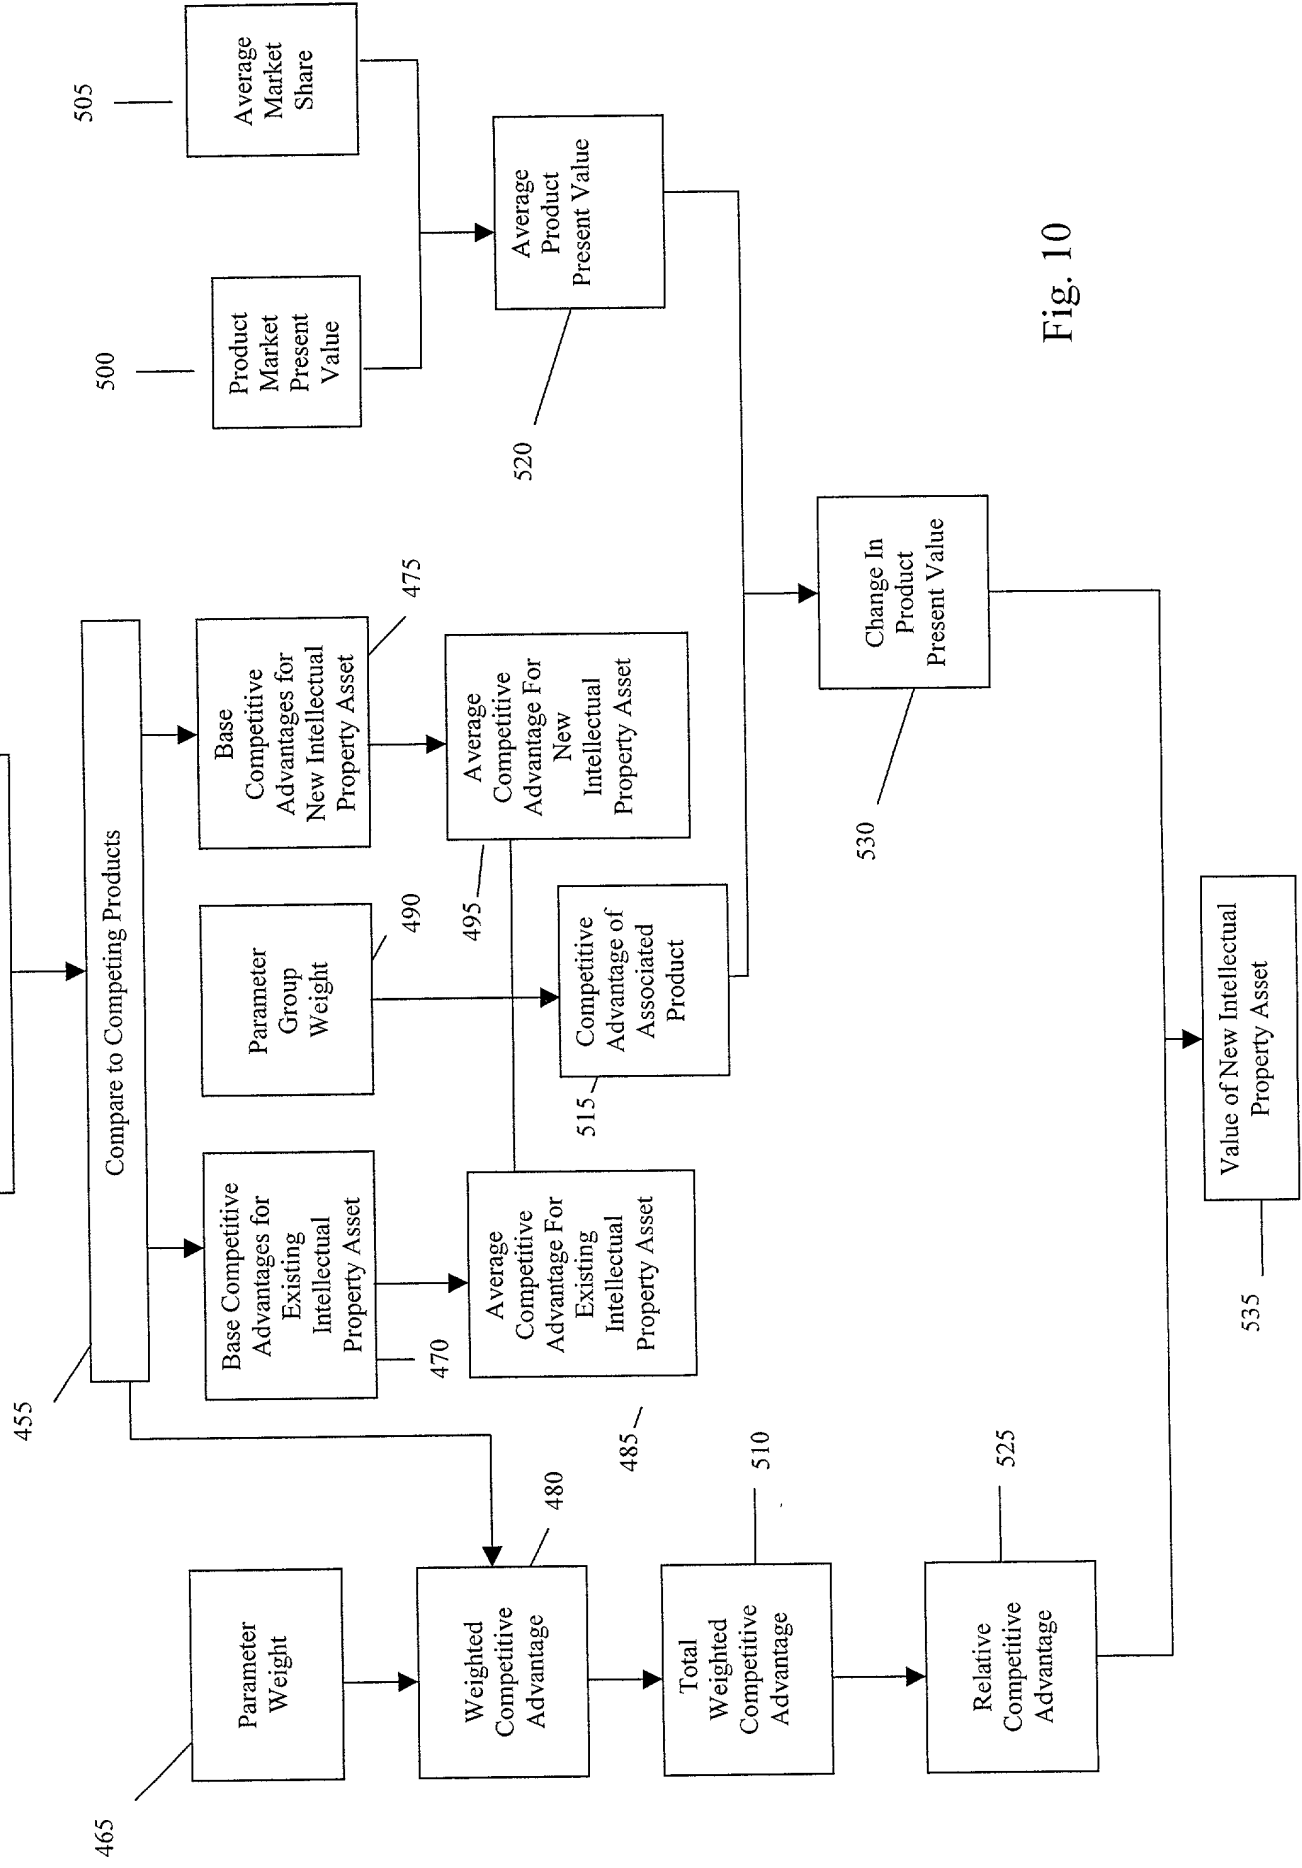 455
Compare to Competing Products
465
Parameter
Weight
Base Competitive
Advantages for
Existing
Intellectual
Property Asset
470
Parameter
Group
Weight
490
Base
Competitive
Advantages for
New Intellectual
Property Asset
475
500
Product
Market
Present
Value
505
Average
Market
Share
Weighted
Competitive
Advantage
480
Average
Competitive
Advantage For
Existing
Intellectual
Property Asset
485
515
Competitive
Advantage of
Associated
Product
495
Average
Competitive
Advantage For
New
Intellectual
Property Asset
520
Average
Product
Present Value
Total
Weighted
Competitive
Advantage
510
530
Change In
Product
Present Value
Relative
Competitive
Advantage
525
535
Value of New Intellectual
Property Asset
Fig. 10